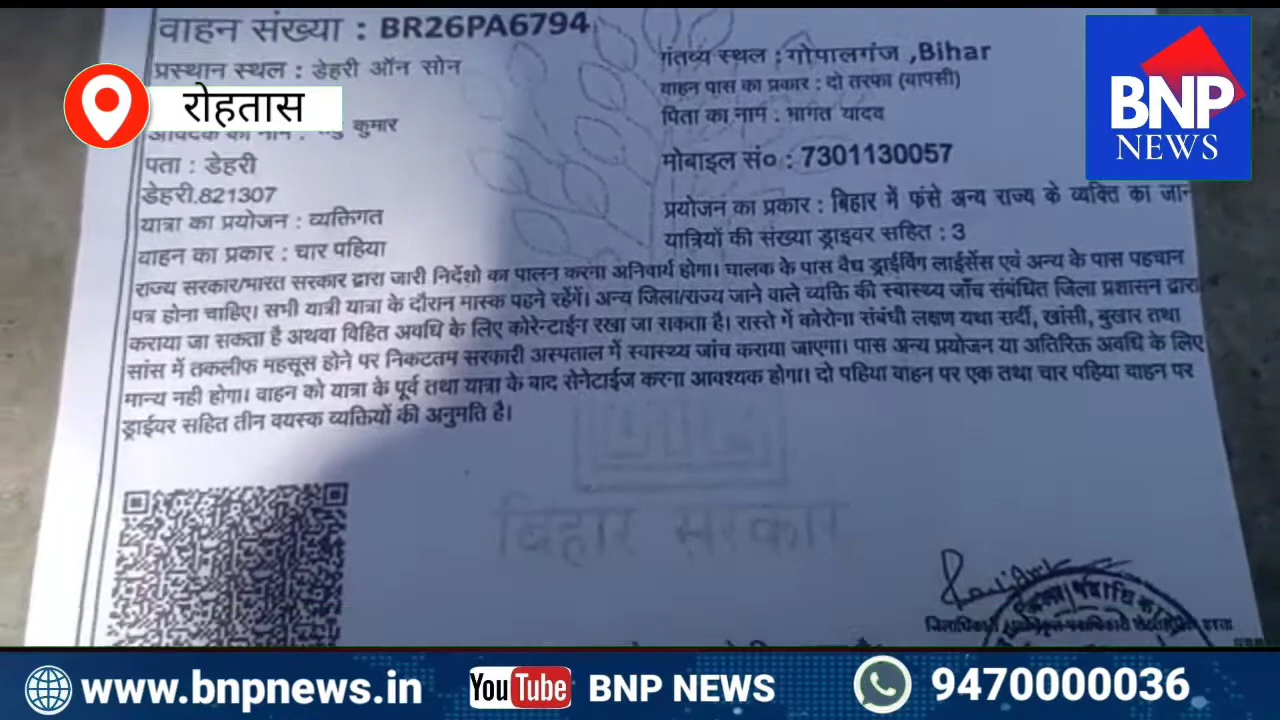 वाहन संख्या : BR26PA6794
प्रस्थान स्थल : डेहरी ऑन सोन
गंतव्य स्थल : गोपालगंज ,Bihar
वाहन पास का प्रकार : दो तरफा (वापसी)
रोहतास
आवेदक का नाम : कुमार
पिता का नाम : भागंत यादव
पता : डेहरी
मोबाइल सं० : 7301130057
डेहरी.821307
प्रयोजन का प्रकार : बिहार में फंसे अन्य राज्य के व्यक्ति का जान
यात्रा का प्रयोजन : व्यक्तिगत
यात्रियों की संख्या ड्राइवर सहित : 3
वाहन का प्रकार : चार पहिया
राज्य सरकार/भारत सरकार द्वारा जारी निर्देशो का पालन करना अनिवार्य होगा। चालक के पास वैध ड्राईविंग लाईसेंस एवं अन्य के पास पहचान
पत्र होना चाहिए। सभी यात्री यात्रा के दौरान मास्क पहने रहेंगें। अन्य जिला/राज्य जाने वाले व्यक्ति की स्वास्थ्य जाँच संबंधित जिला प्रशासन द्वारा
कराया जा सकता है अथवा विहित अवधि के लिए कोरेन्टाईन रखा जा सकता है। रास्ते में कोरोना संबंधी लक्षण यथा सर्दी, खांसी, बुखार तथा
सांस में तकलीफ महसूस होने पर निकटतम सरकारी अस्पताल में स्वास्थ्य जांच कराया जाएगा। पास अन्य प्रयोजन या अतिरिक्त अवधि के लिए
मान्य नही होगा। वाहन को यात्रा के पूर्व तथा यात्रा के बाद सेनेटाईज करना आवश्यक होगा। दो पहिया वाहन पर एक तथा चार पहिया वाहन पर
ड्राईवर सहित तीन वयस्क व्यक्तियों की अनुमति है।
बिहार सरकार
BNP
NEWS
www.bnpnews.in
YouTube BNP NEWS
9470000036